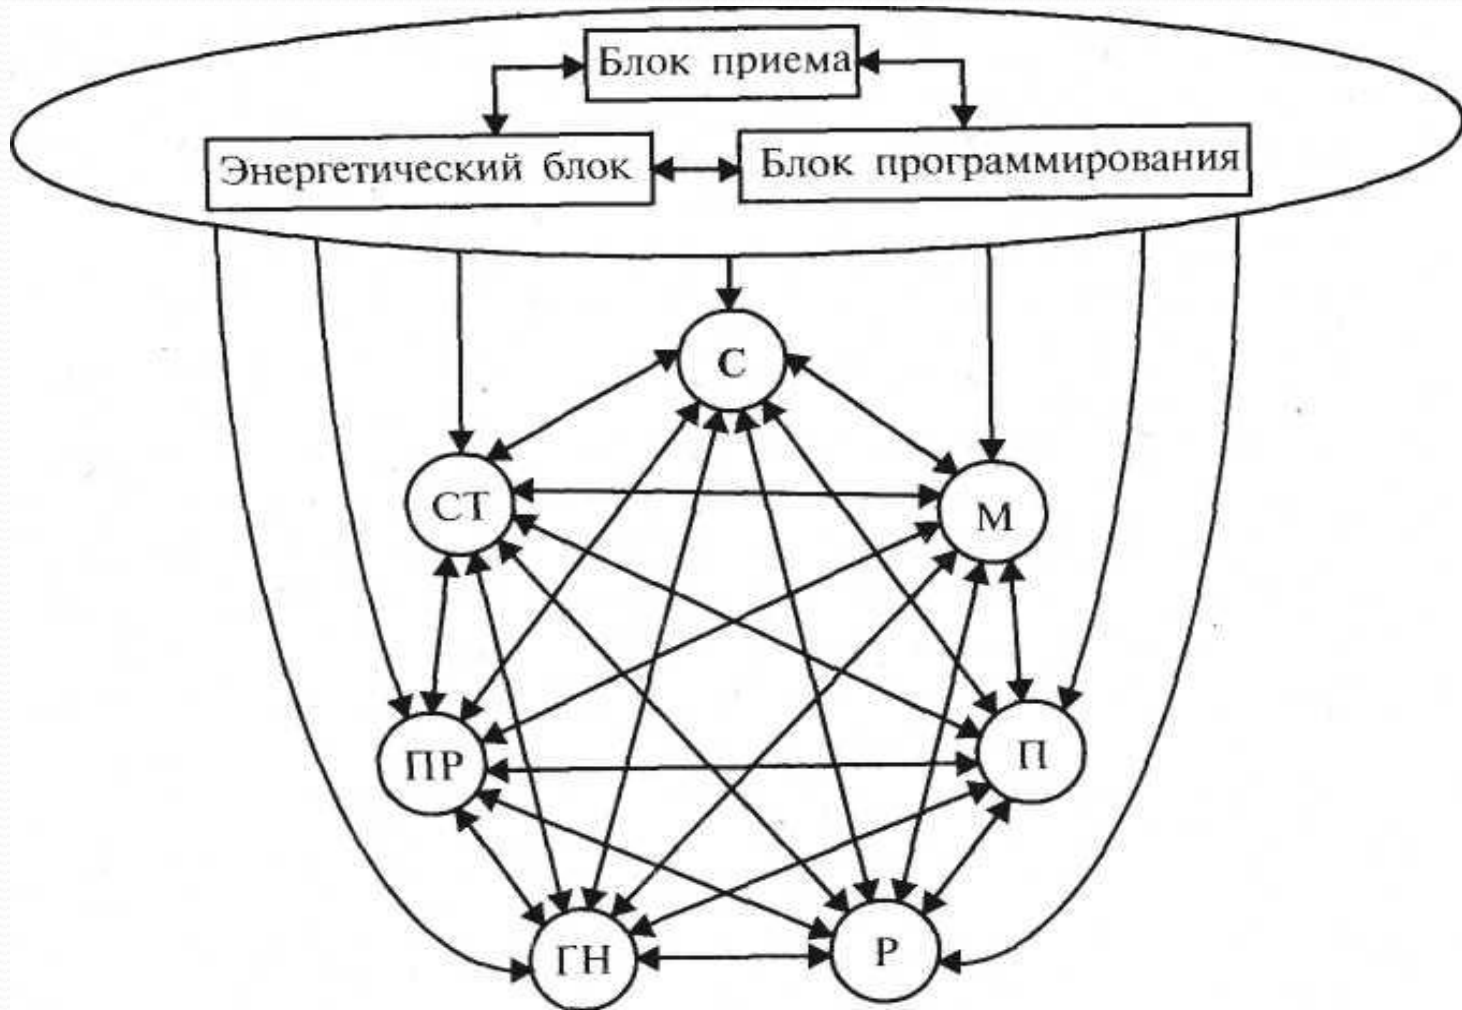 Блок приема
Энергетический блок
Блок программирования
С
СТ
М
ПР
П
ГН
Р